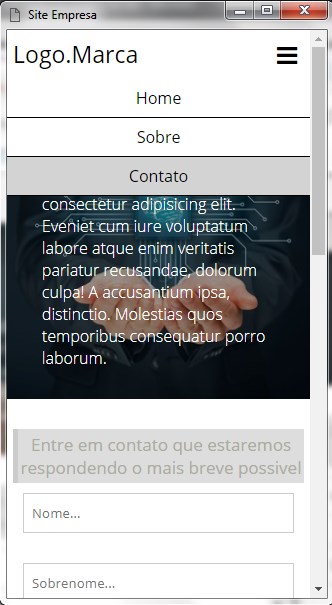 Site Empresa
Logo.Marca
Home
Sobre
Contato
consectetur adipisicing elit.
Eveniet cum iure voluptatum
labore atque enim veritatis
pariatur recusandae, dolorum
culpa! A accusantium ipsa,
distinctio. Molestias quos
temporibus consequatur porro
laborum.
Entre em contato que estaremos
respondendo o mais breve possivel
Nome...
Sobrenome...